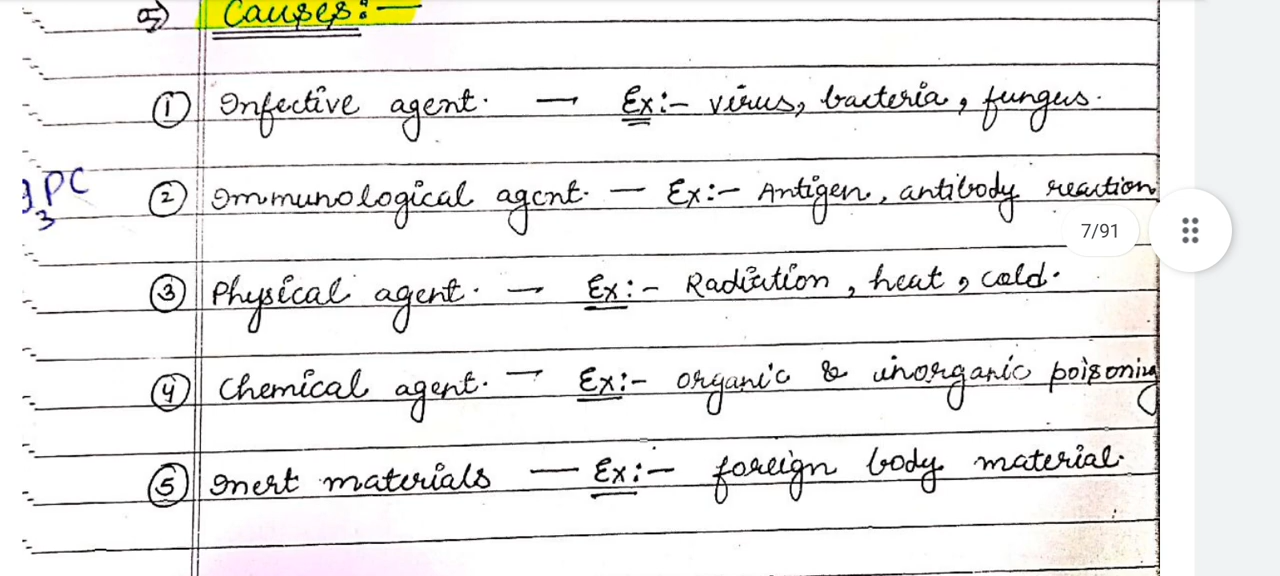 5) Causes:-
① Infective agent. — Ex:- virus, bacteria, fungus.
PC
3
② Immunological agent. — Ex:- Antigen, antibody reaction
7/91
③ Physical agent. — Ex:- Radiation, heat, cold.
④ Chemical agent. — Ex:- organic & inorganic poisoning
⑤ Inert materials — Ex:- foreign body material.